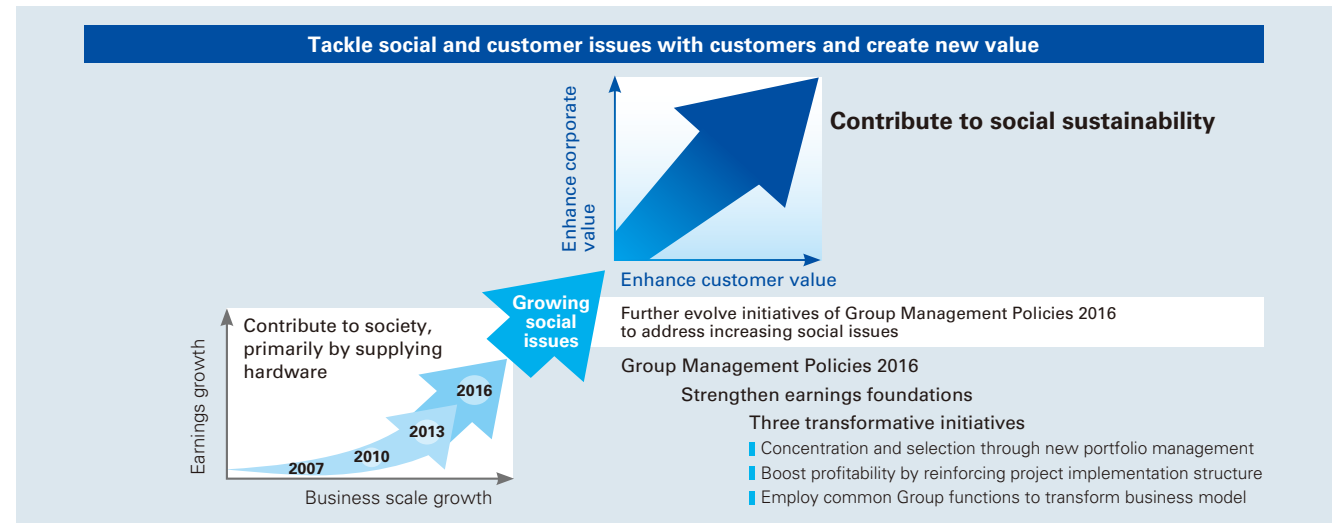 Tackle social and customer issues with customers and create new value
Enhance corporate
value
Contribute to social sustainability
Enhance customer value
Growing
social
issues
Further evolve initiatives of Group Management Policies 2016
to address increasing social issues
Earnings growth
Contribute to society,
primarily by supplying
hardware
2016
2013
2010
2007
Business scale growth
Group Management Policies 2016
Strengthen earnings foundations
Three transformative initiatives
Concentration and selection through new portfolio management
Boost profitability by reinforcing project implementation structure
Employ common Group functions to transform business model